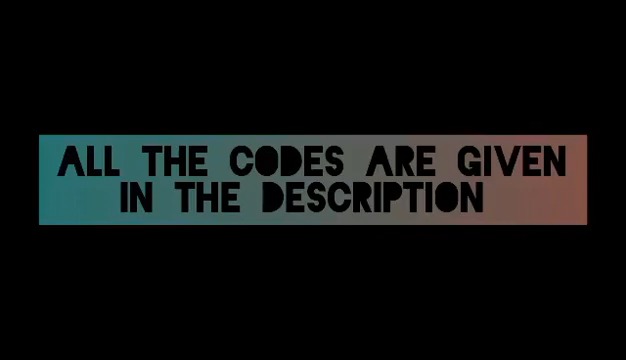 ALL THE CODES ARE GIVEN
IN THE DESCRIPTION